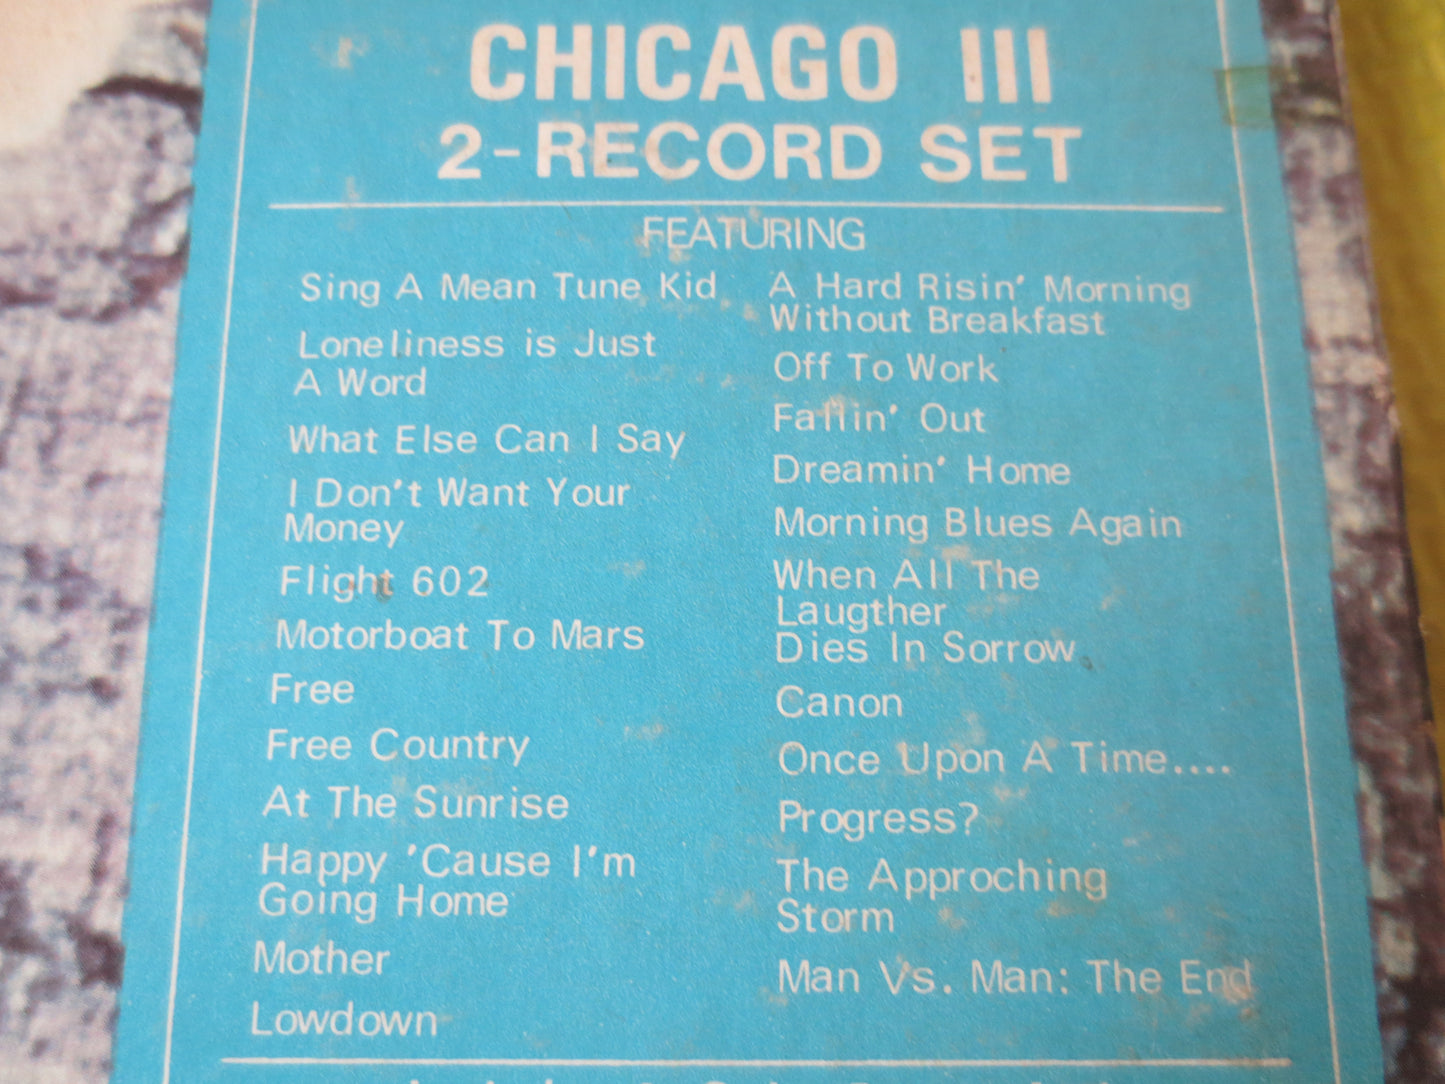 CHICAGO III
2-RECORD SET
FEATURING
Sing A Mean Tune Kid
Loneliness is Just
A Word
What Else Can I Say
I Don't Want Your
Money
Flight 602
Motorboat To Mars
Free
Free Country
At The Sunrise
Happy 'Cause I'm
Going Home
Mother
Lowdown
A Hard Risin' Morning
Without Breakfast
Off To Work
Fallin' Out
Dreamin' Home
Morning Blues Again
When All The
Laugther
Dies In Sorrow
Canon
Once Upon A Time....
Progress?
The Approching
Storm
Man Vs. Man: The End